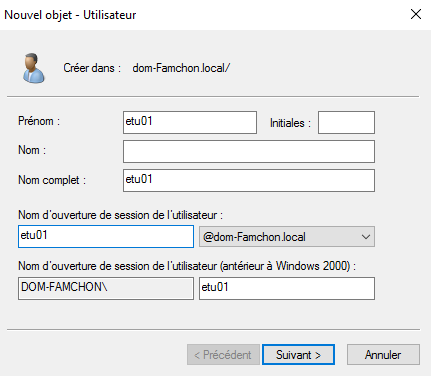 Nouvel objet - Utilisateur
Créer dans : dom-Famchon.local/
Prénom : etu01 Initiales :
Nom :
Nom complet : etu01
Nom d'ouverture de session de l'utilisateur :
etu01 @dom-Famchon.local
Nom d'ouverture de session de l'utilisateur (antérieur à Windows 2000) :
DOM-FAMCHON\ etu01
< Précédent Suivant > Annuler